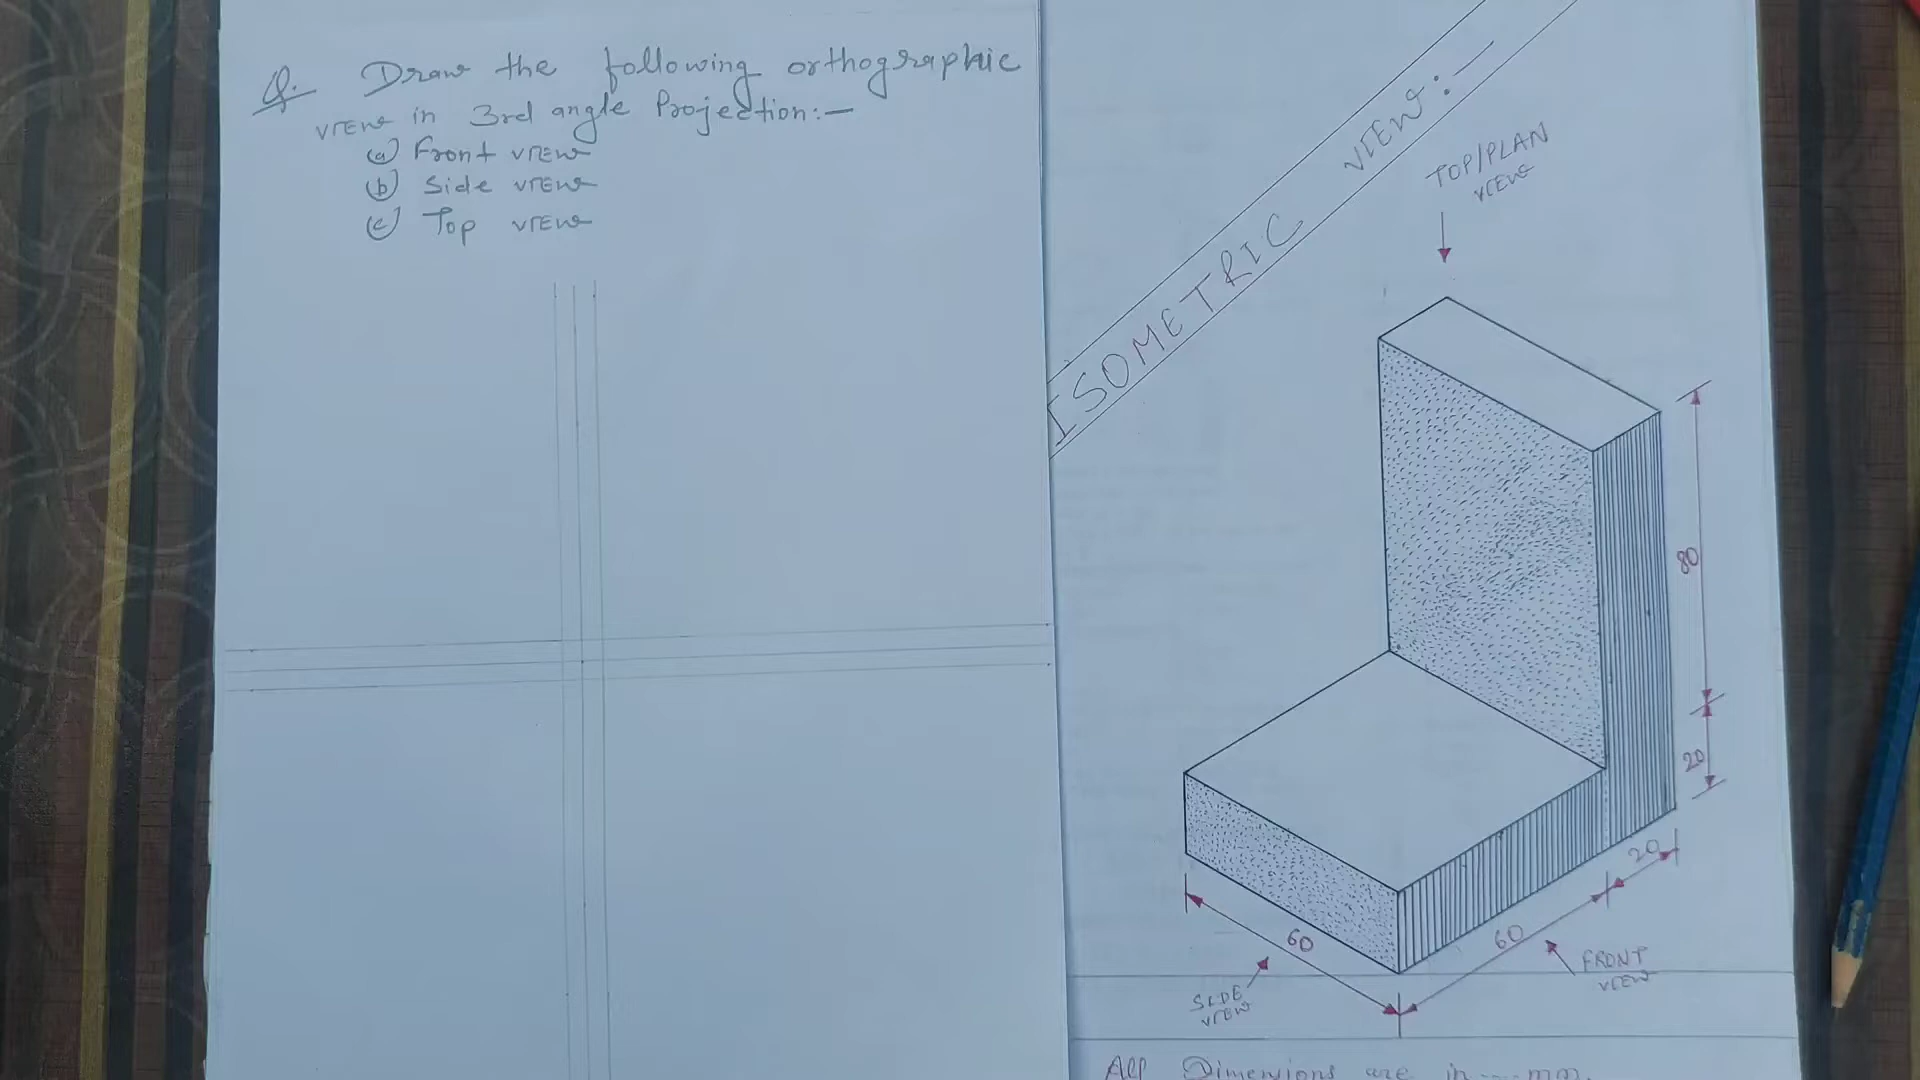 Q. Draw the following orthographic
view in 3rd angle Projection:-
(a) Front view
(b) Side view
(c) Top view
ISOMETRIC VIEW:-
TOP/PLAN
VIEW
80
20
20
60
60
FRONT
VIEW
SIDE
VIEW
All Dimensions are in mm.